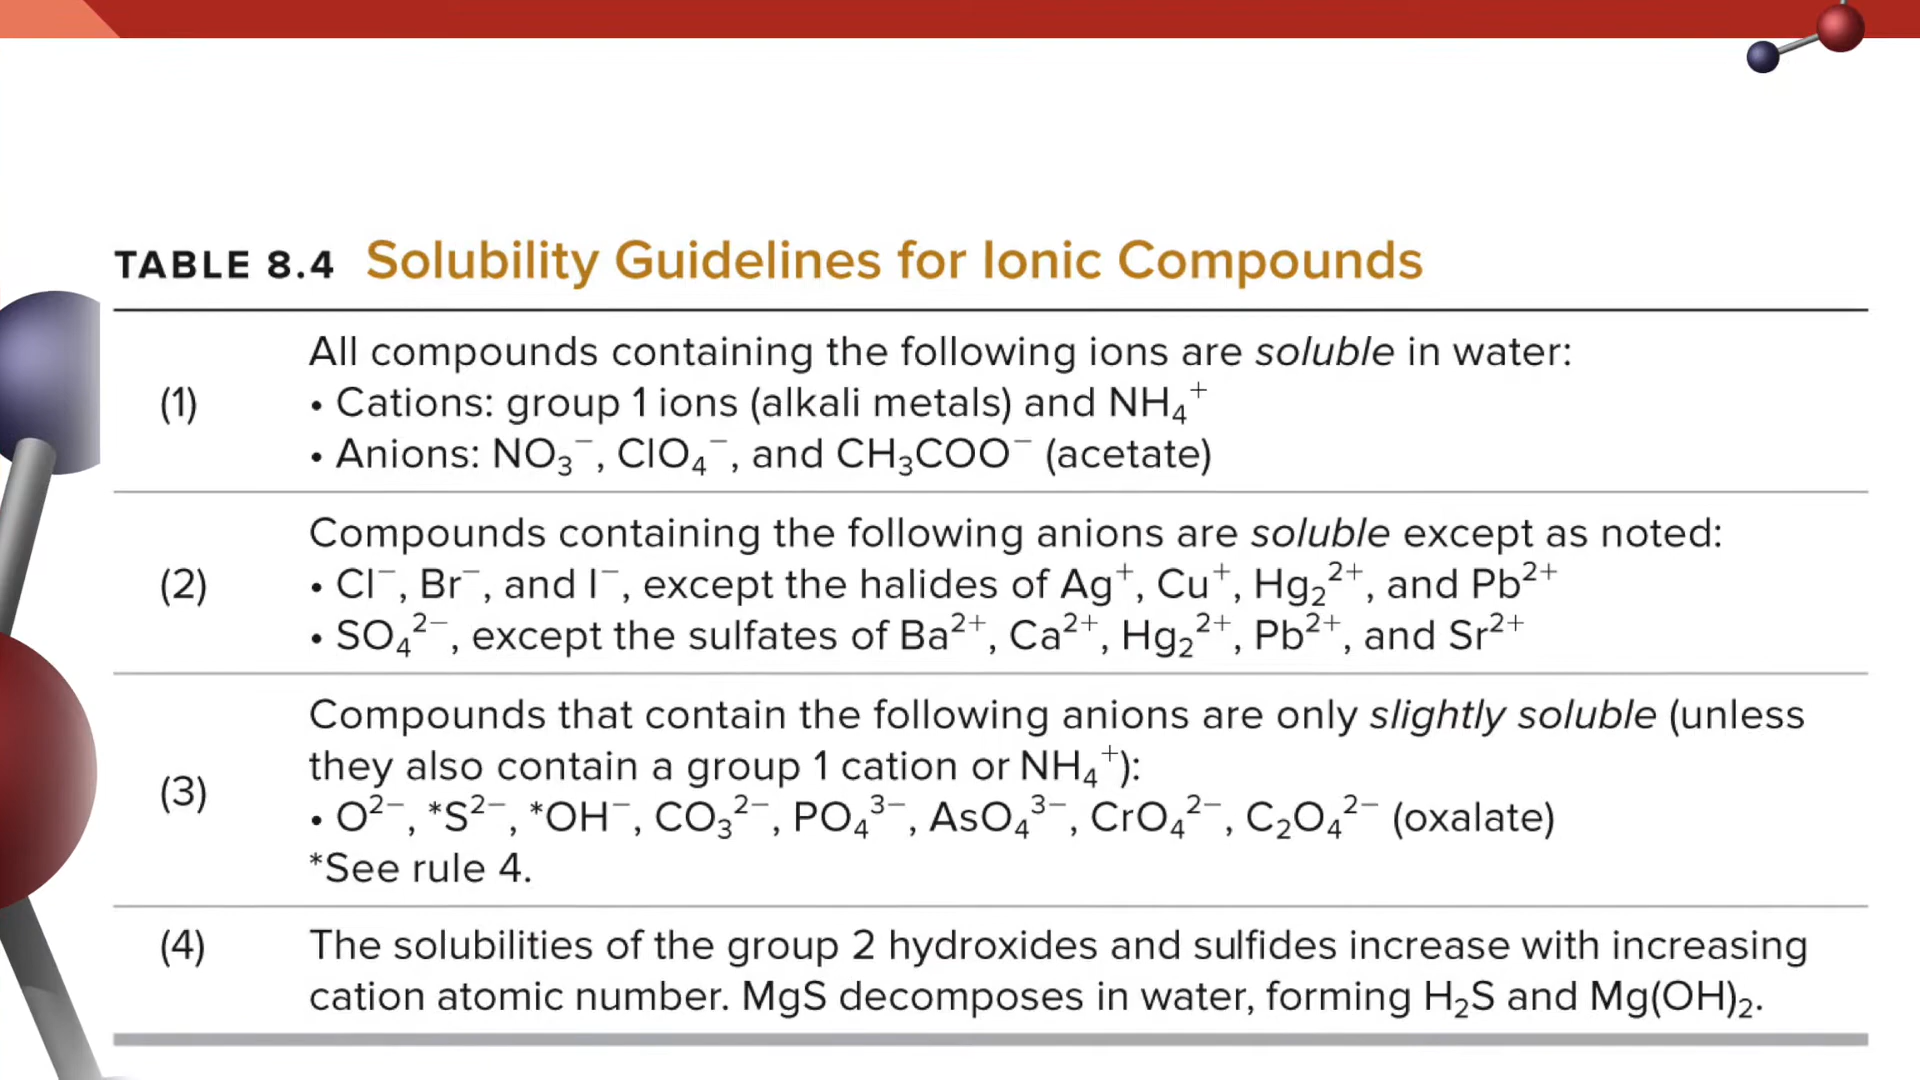 TABLE 8.4 Solubility Guidelines for Ionic Compounds
(1)
All compounds containing the following ions are soluble in water:
• Cations: group 1 ions (alkali metals) and NH₄⁺
• Anions: NO₃⁻, ClO₄⁻, and CH₃COO⁻ (acetate)
(2)
Compounds containing the following anions are soluble except as noted:
• Cl⁻, Br⁻, and I⁻, except the halides of Ag⁺, Cu⁺, Hg₂²⁺, and Pb²⁺
• SO₄²⁻, except the sulfates of Ba²⁺, Ca²⁺, Hg₂²⁺, Pb²⁺, and Sr²⁺
(3)
Compounds that contain the following anions are only slightly soluble (unless
they also contain a group 1 cation or NH₄⁺):
• O²⁻, *S²⁻, *OH⁻, CO₃²⁻, PO₄³⁻, AsO₄³⁻, CrO₄²⁻, C₂O₄²⁻ (oxalate)
*See rule 4.
(4)
The solubilities of the group 2 hydroxides and sulfides increase with increasing
cation atomic number. MgS decomposes in water, forming H₂S and Mg(OH)₂.